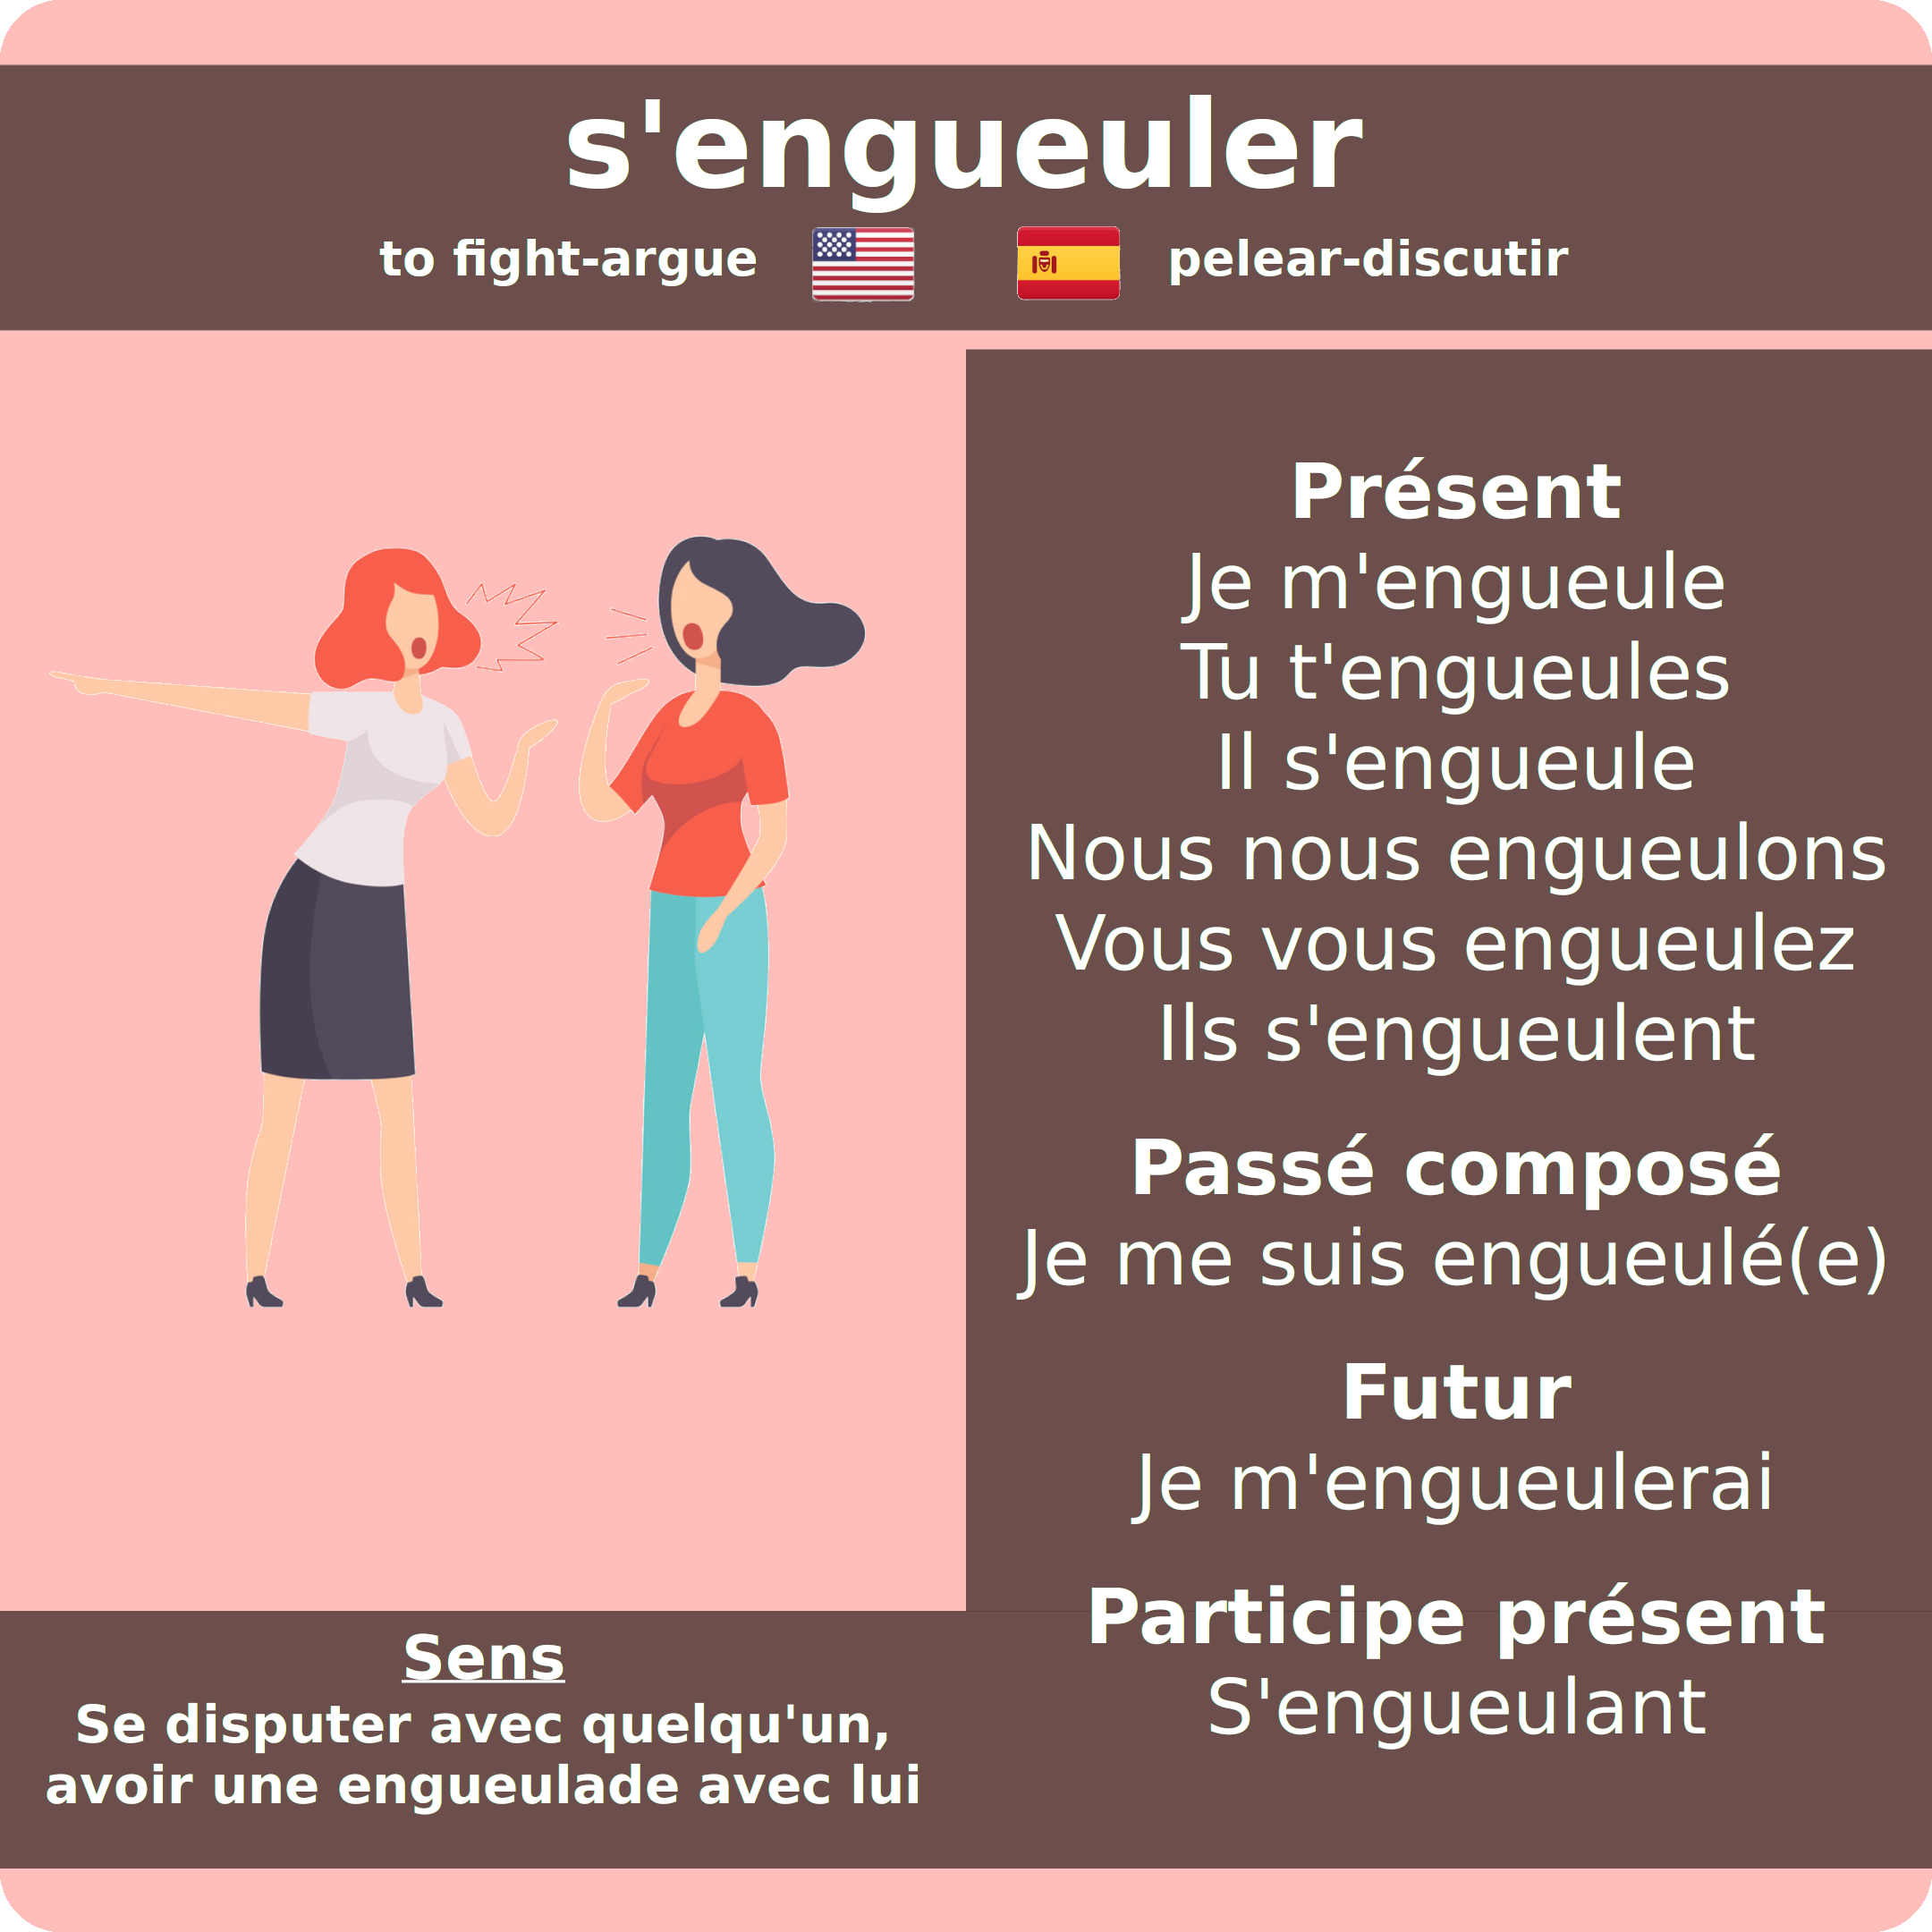 s'engueuler
to fight-argue
pelear-discutir
Présent
Je m'engueule
Tu t'engueules
Il s'engueule
Nous nous engueulons
Vous vous engueulez
Ils s'engueulent
Passé composé
Je me suis engueulé(e)
Futur
Je m'engueulerai
Participe présent
S'engueulant
Sens
Se disputer avec quelqu'un,
avoir une engueulade avec lui